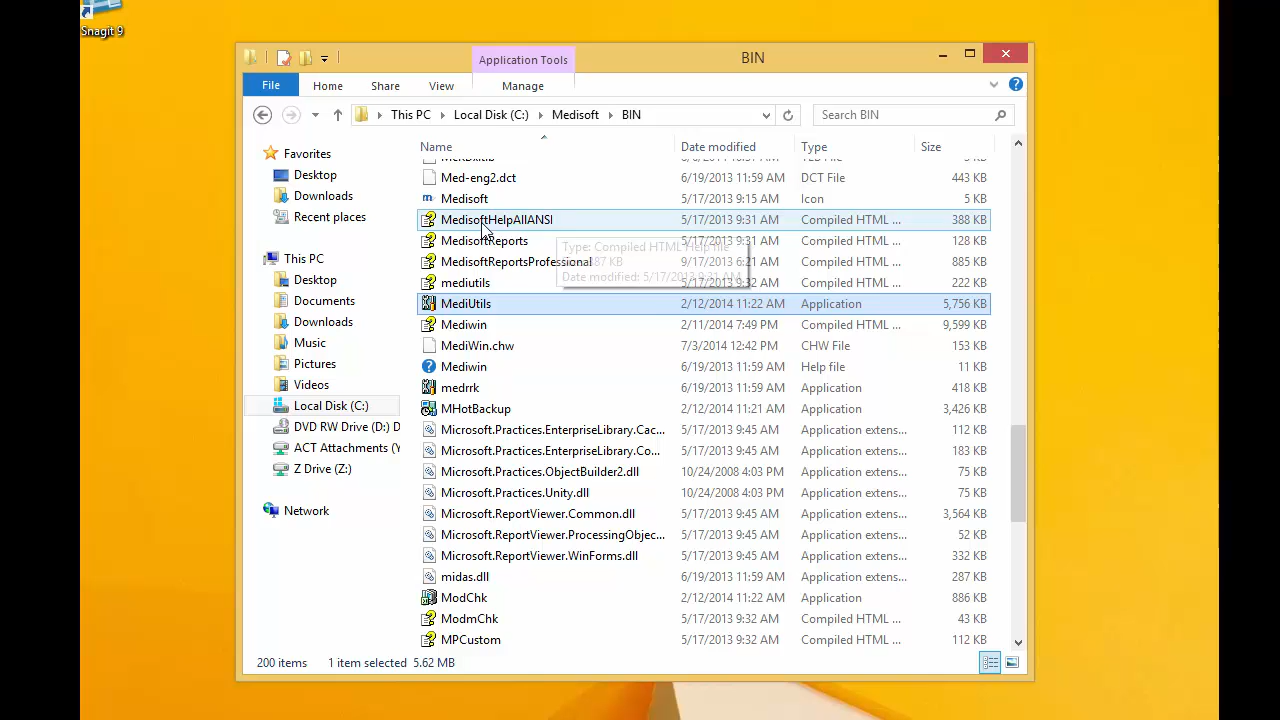 Snagit 9
Application Tools
BIN
File
Home
Share
View
Manage
This PC
Local Disk (C:)
Medisoft
BIN
Search BIN
Name
Date modified
Type
Size
Favorites
Desktop
Downloads
Recent places
This PC
Desktop
Documents
Downloads
Music
Pictures
Videos
Local Disk (C:)
DVD RW Drive (D:) D
ACT Attachments (Y
Z Drive (Z:)
Network
Med-eng2.dct 6/19/2013 11:59 AM DCT File 443 KB
Medisoft 5/17/2013 9:15 AM Icon 5 KB
MedisoftHelpAllANSI 5/17/2013 9:31 AM Compiled HTML ... 388 KB
MedisoftReports 5/17/2013 9:31 AM Compiled HTML ... 128 KB
MedisoftReportsProfessional 9/17/2013 6:21 AM Compiled HTML ... 885 KB
mediutils 5/17/2013 9:32 AM Compiled HTML ... 222 KB
MediUtils 2/12/2014 11:22 AM Application 5,756 KB
Mediwin 2/11/2014 7:49 PM Compiled HTML ... 9,599 KB
MediWin.chw 7/3/2014 12:42 PM CHW File 153 KB
Mediwin 6/19/2013 11:59 AM Help file 11 KB
medrrk 6/19/2013 11:59 AM Application 418 KB
MHotBackup 2/12/2014 11:21 AM Application 3,426 KB
Microsoft.Practices.EnterpriseLibrary.Cac... 5/17/2013 9:45 AM Application extens... 112 KB
Microsoft.Practices.EnterpriseLibrary.Co... 5/17/2013 9:45 AM Application extens... 180 KB
Microsoft.Practices.ObjectBuilder2.dll 10/24/2008 4:03 PM Application extens... 75 KB
Microsoft.Practices.Unity.dll 10/24/2008 4:03 PM Application extens... 75 KB
Microsoft.ReportViewer.Common.dll 5/17/2013 9:45 AM Application extens... 3,564 KB
Microsoft.ReportViewer.ProcessingObjec... 5/17/2013 9:45 AM Application extens... 52 KB
Microsoft.ReportViewer.WinForms.dll 5/17/2013 9:45 AM Application extens... 332 KB
midas.dll 6/19/2013 11:59 AM Application extens... 287 KB
ModChk 2/12/2014 11:22 AM Application 886 KB
ModmChk 5/17/2013 9:32 AM Compiled HTML ... 43 KB
MPCustom 5/17/2013 9:32 AM Compiled HTML ... 112 KB
Type: Compiled HTML Help file
Date modified: 5/17/2013 9:31 AM
200 items
1 item selected 5.62 MB